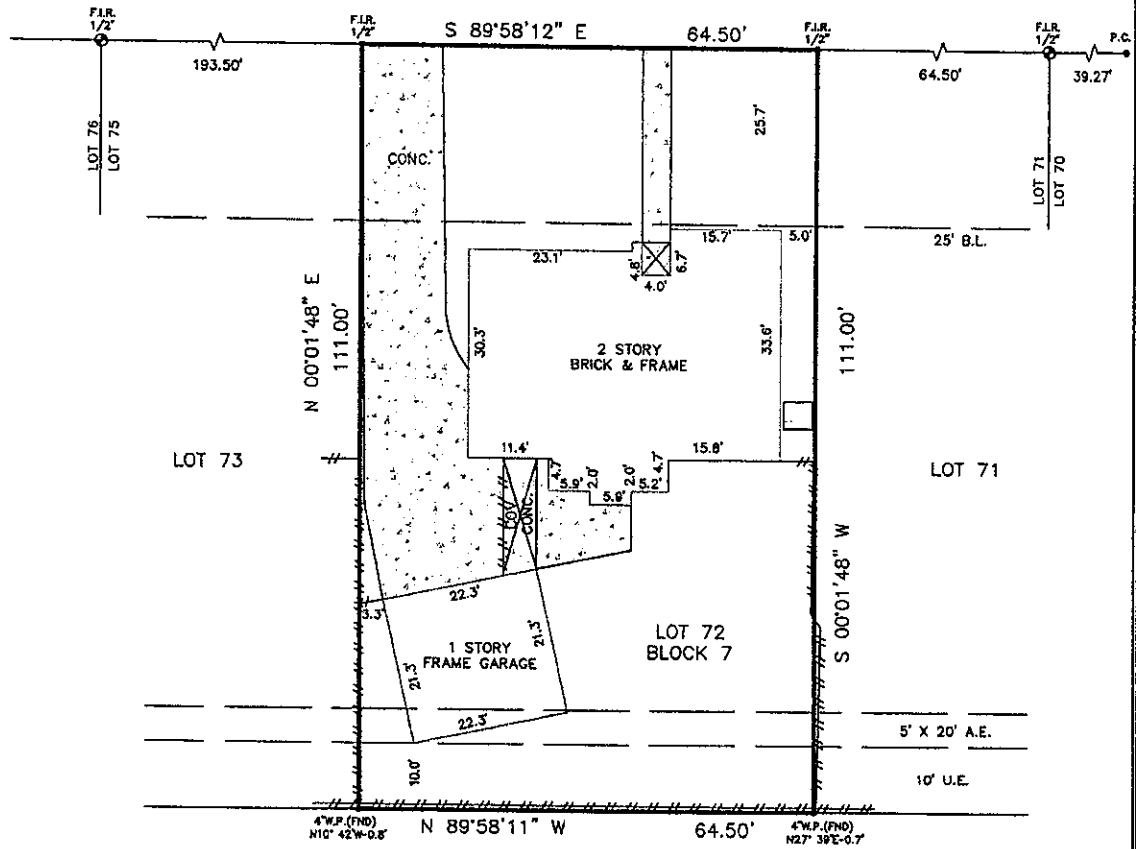 F.I.R.
1/2"
F.I.R.
1/2"
S 89°58'12" E
64.50'
F.I.R.
1/2"
F.I.R.
1/2"
P.C.
193.50'
64.50'
39.27'
LOT 76
LOT 75
CONC.
25.7'
LOT 71
LOT 70
15.7'
5.0'
25' B.L.
23.1'
4.8'
6.7'
4.0'
N 00°01'48" E
111.00'
30.3'
2 STORY
BRICK & FRAME
33.6'
111.00'
LOT 73
11.4'
15.8'
LOT 71
4.7'
5.9'
2.0'
5.9'
2.0'
5.2'
4.7'
COV.
CONC.
S 00°01'48" W
22.3'
3.3'
1 STORY
FRAME GARAGE
21.3'
21.3'
LOT 72
BLOCK 7
22.3'
5' X 20' A.E.
10.0'
10' U.E.
4"W.P.(FND)
N10° 42'W-0.8'
N 89°58'11" W
64.50'
4"W.P.(FND)
N27° 39'E-0.7'